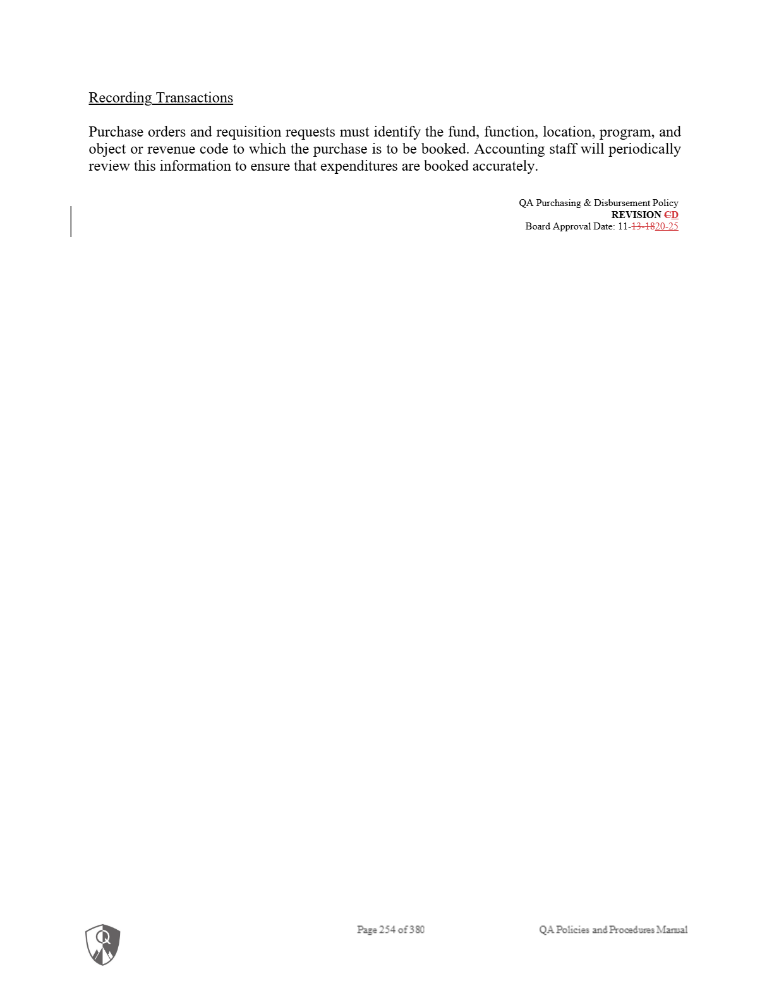 Recording Transactions
Purchase orders and requisition requests must identify the fund, function, location, program, and
object or revenue code to which the purchase is to be booked. Accounting staff will periodically
review this information to ensure that expenditures are booked accurately.
QA Purchasing & Disbursement Policy
REVISION CD
Board Approval Date: 11-13-1820-25
Q
Page 254 of 380
QA Policies and Procedures Manual